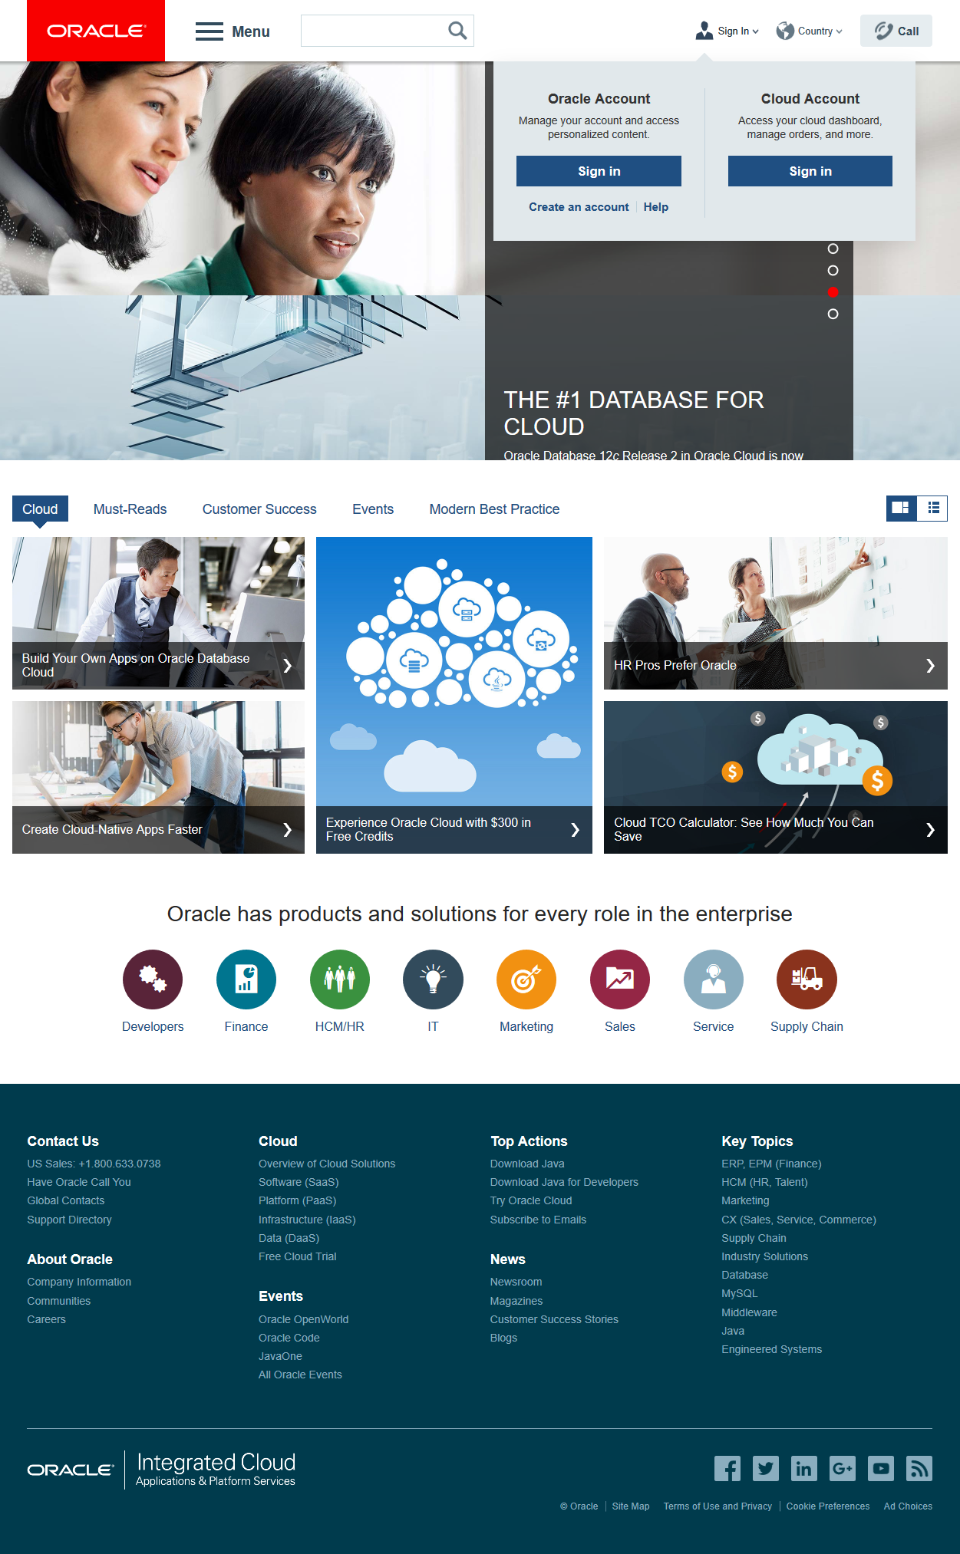 ORACLE
Menu
Sign In
Country
Call
Oracle Account
Manage your account and access
personalized content.
Sign in
Create an account
Help
Cloud Account
Access your cloud dashboard,
manage orders, and more.
Sign in
THE #1 DATABASE FOR
CLOUD
Oracle Database 12c Release 2 in Oracle Cloud is now
Cloud
Must-Reads
Customer Success
Events
Modern Best Practice
Build Your Own Apps on Oracle Database
Cloud
Create Cloud-Native Apps Faster
Experience Oracle Cloud with $300 in
Free Credits
HR Pros Prefer Oracle
$
$
$
$
Cloud TCO Calculator: See How Much You Can
Save
Oracle has products and solutions for every role in the enterprise
Developers
Finance
HCM/HR
IT
Marketing
Sales
Service
Supply Chain
Contact Us
US Sales: +1.800.633.0738
Have Oracle Call You
Global Contacts
Support Directory
About Oracle
Company Information
Communities
Careers
Cloud
Overview of Cloud Solutions
Software (SaaS)
Platform (PaaS)
Infrastructure (IaaS)
Data (DaaS)
Free Cloud Trial
Events
Oracle OpenWorld
Oracle Code
JavaOne
All Oracle Events
Top Actions
Download Java
Download Java for Developers
Try Oracle Cloud
Subscribe to Emails
News
Newsroom
Magazines
Customer Success Stories
Blogs
Key Topics
ERP, EPM (Finance)
HCM (HR, Talent)
Marketing
CX (Sales, Service, Commerce)
Supply Chain
Industry Solutions
Database
MySQL
Middleware
Java
Engineered Systems
ORACLE
Integrated Cloud
Applications & Platform Services
© Oracle
Site Map
Terms of Use and Privacy
Cookie Preferences
Ad Choices